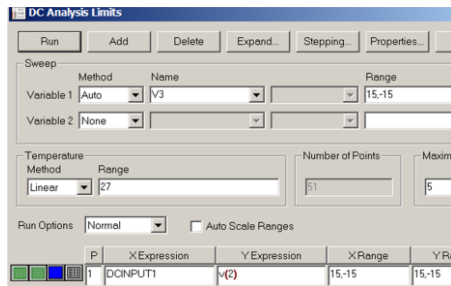 DC Analysis Limits
Run Add Delete Expand... Stepping... Properties...
Sweep
Method Name Range
Variable 1 Auto V3 15,-15
Variable 2 None
Temperature Number of Points Maxim
Method Range
Linear 27 51 5
Run Options Normal Auto Scale Ranges
P X Expression Y Expression X Range Y R
1 DCINPUT1 v(2) 15,-15 15,-15